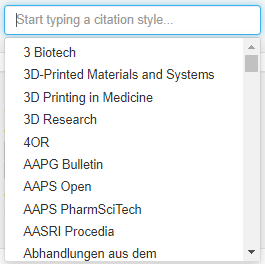 Start typing a citation style...
3 Biotech
3D-Printed Materials and Systems
3D Printing in Medicine
3D Research
4OR
AAPG Bulletin
AAPS Open
AAPS PharmSciTech
AASRI Procedia
Abhandlungen aus dem